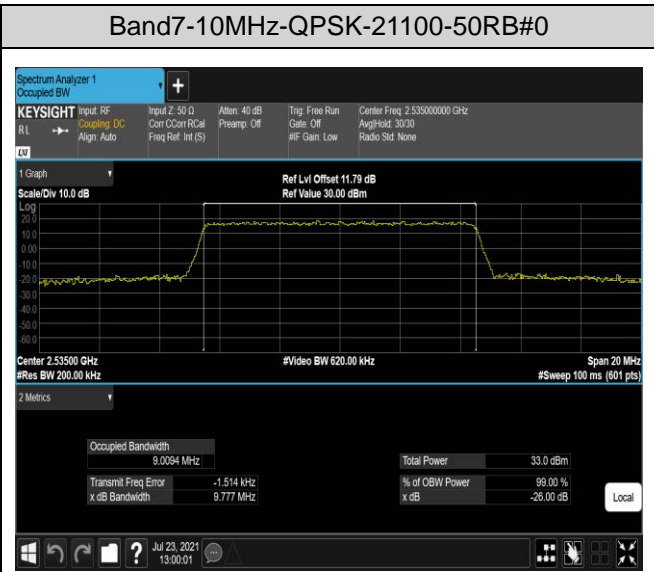 Band7-10MHz-QPSK-21100-50RB#0
Spectrum Analyzer 1
Occupied BW
+
KEYSIGHT Input: RF Input Z: 50 Ω Atten: 40 dB Trig: Free Run Center Freq: 2.535000000 GHz
RL Coupling: DC Corr CCorr RCal Preamp: Off Gate: Off Avg|Hold: 30/30
Align: Auto Freq Ref: Int (S) #IF Gain: Low Radio Std: None
LXI
1 Graph Ref Lvl Offset 11.79 dB
Scale/Div 10.0 dB Ref Value 30.00 dBm
Log
20.0
10.0
0.00
-10.0
-20.0
-30.0
-40.0
-50.0
-60.0
Center 2.53500 GHz #Video BW 620.00 kHz Span 20 MHz
#Res BW 200.00 kHz #Sweep 100 ms (601 pts)
2 Metrics
Occupied Bandwidth
9.0094 MHz Total Power 33.0 dBm
Transmit Freq Error -1.514 kHz % of OBW Power 99.00 %
x dB Bandwidth 9.777 MHz x dB -26.00 dB
Local
? Jul 23, 2021
13:00:01